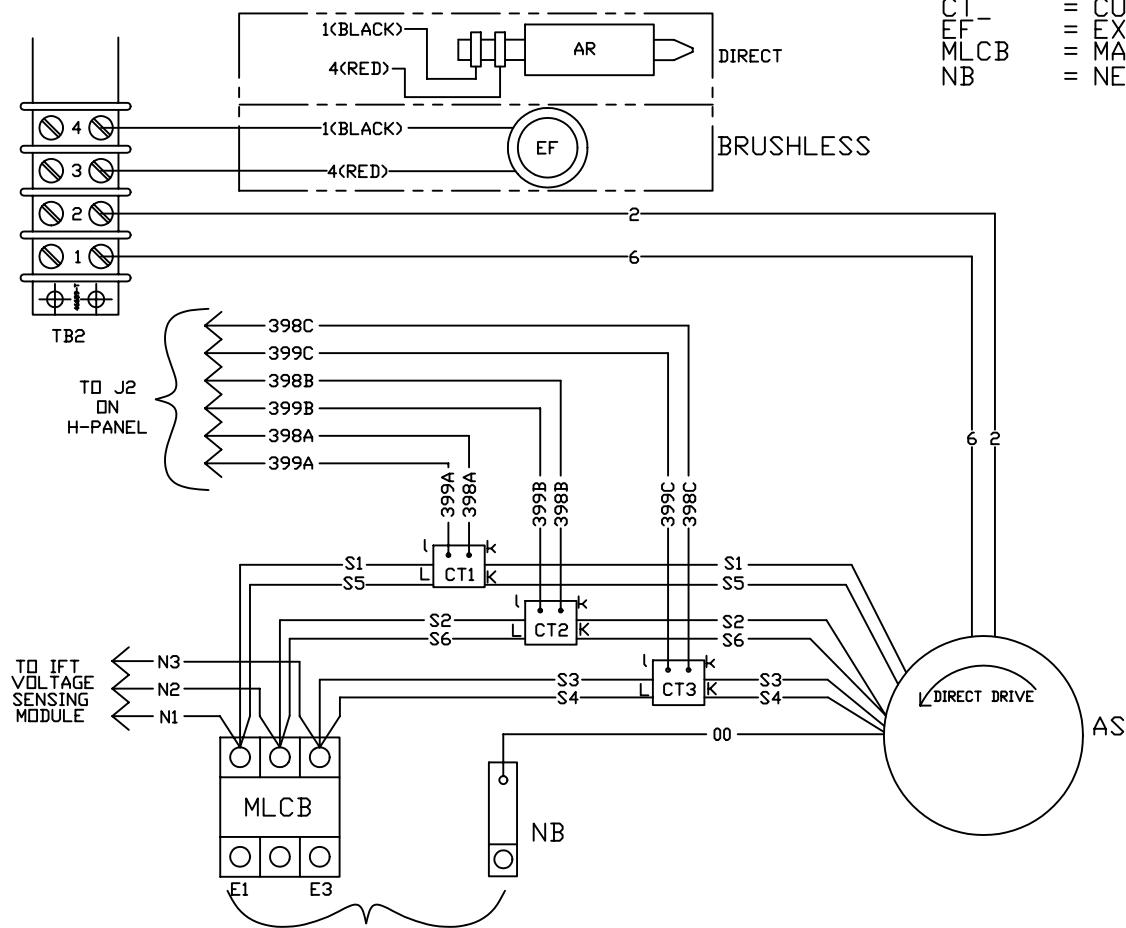 CT_ = CU
EF = EX
MLCB = MA
NB = NE
1(BLACK)
4(RED)
AR
DIRECT
4
1(BLACK)
EF
BRUSHLESS
3
4(RED)
2
2
1
6
TB2
398C
399C
398B
399B
398A
399A
TO J2
ON
H-PANEL
6 2
399A
398A
399B
398B
399C
398C
l k
L CT1 K
S1
S5
S1
S5
l k
L CT2 K
S2
S6
S2
S6
l k
L CT3 K
S3
S4
S3
S4
TO IFT
VOLTAGE
SENSING
MODULE
N3
N2
N1
DIRECT DRIVE
AS
00
MLCB
NB
E1 E3